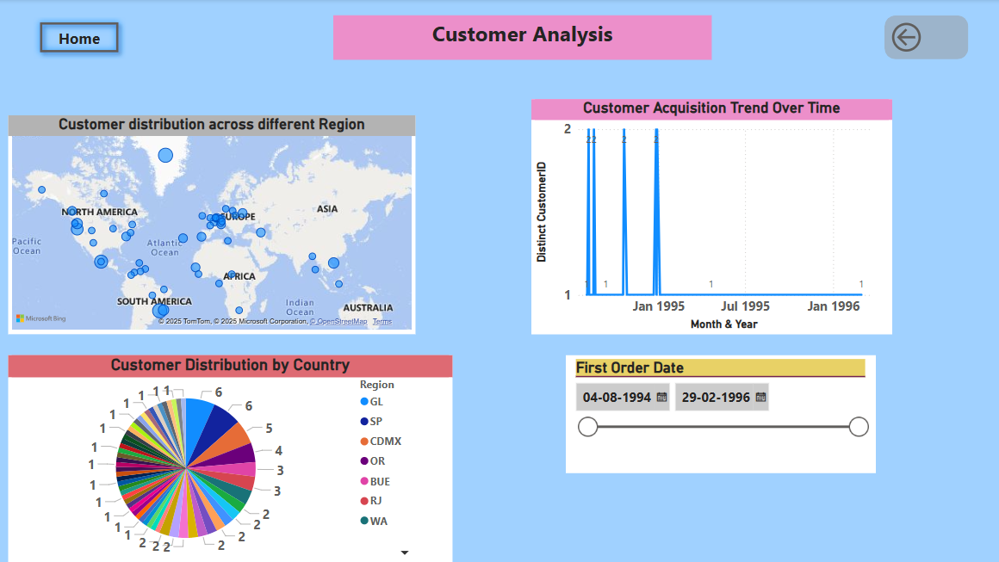 Home
Customer Analysis
Customer distribution across different Region
NORTH AMERICA
EUROPE
ASIA
Pacific
Ocean
Atlantic
Ocean
AFRICA
SOUTH AMERICA
Indian
Ocean
AUSTRALIA
Microsoft Bing
© 2025 TomTom, © 2025 Microsoft Corporation, © OpenStreetMap Terms
Customer Acquisition Trend Over Time
Distinct CustomerID
2
1
2 2 2 2
1 1 1 1
Jan 1995 Jul 1995 Jan 1996
Month & Year
Customer Distribution by Country
6
6
5
4
3
3
2
2
2
2
2
2
2
1
1
1
1
1
1
1
1
1
1
1
1
1
Region
GL
SP
CDMX
OR
BUE
RJ
WA
First Order Date
04-08-1994 29-02-1996